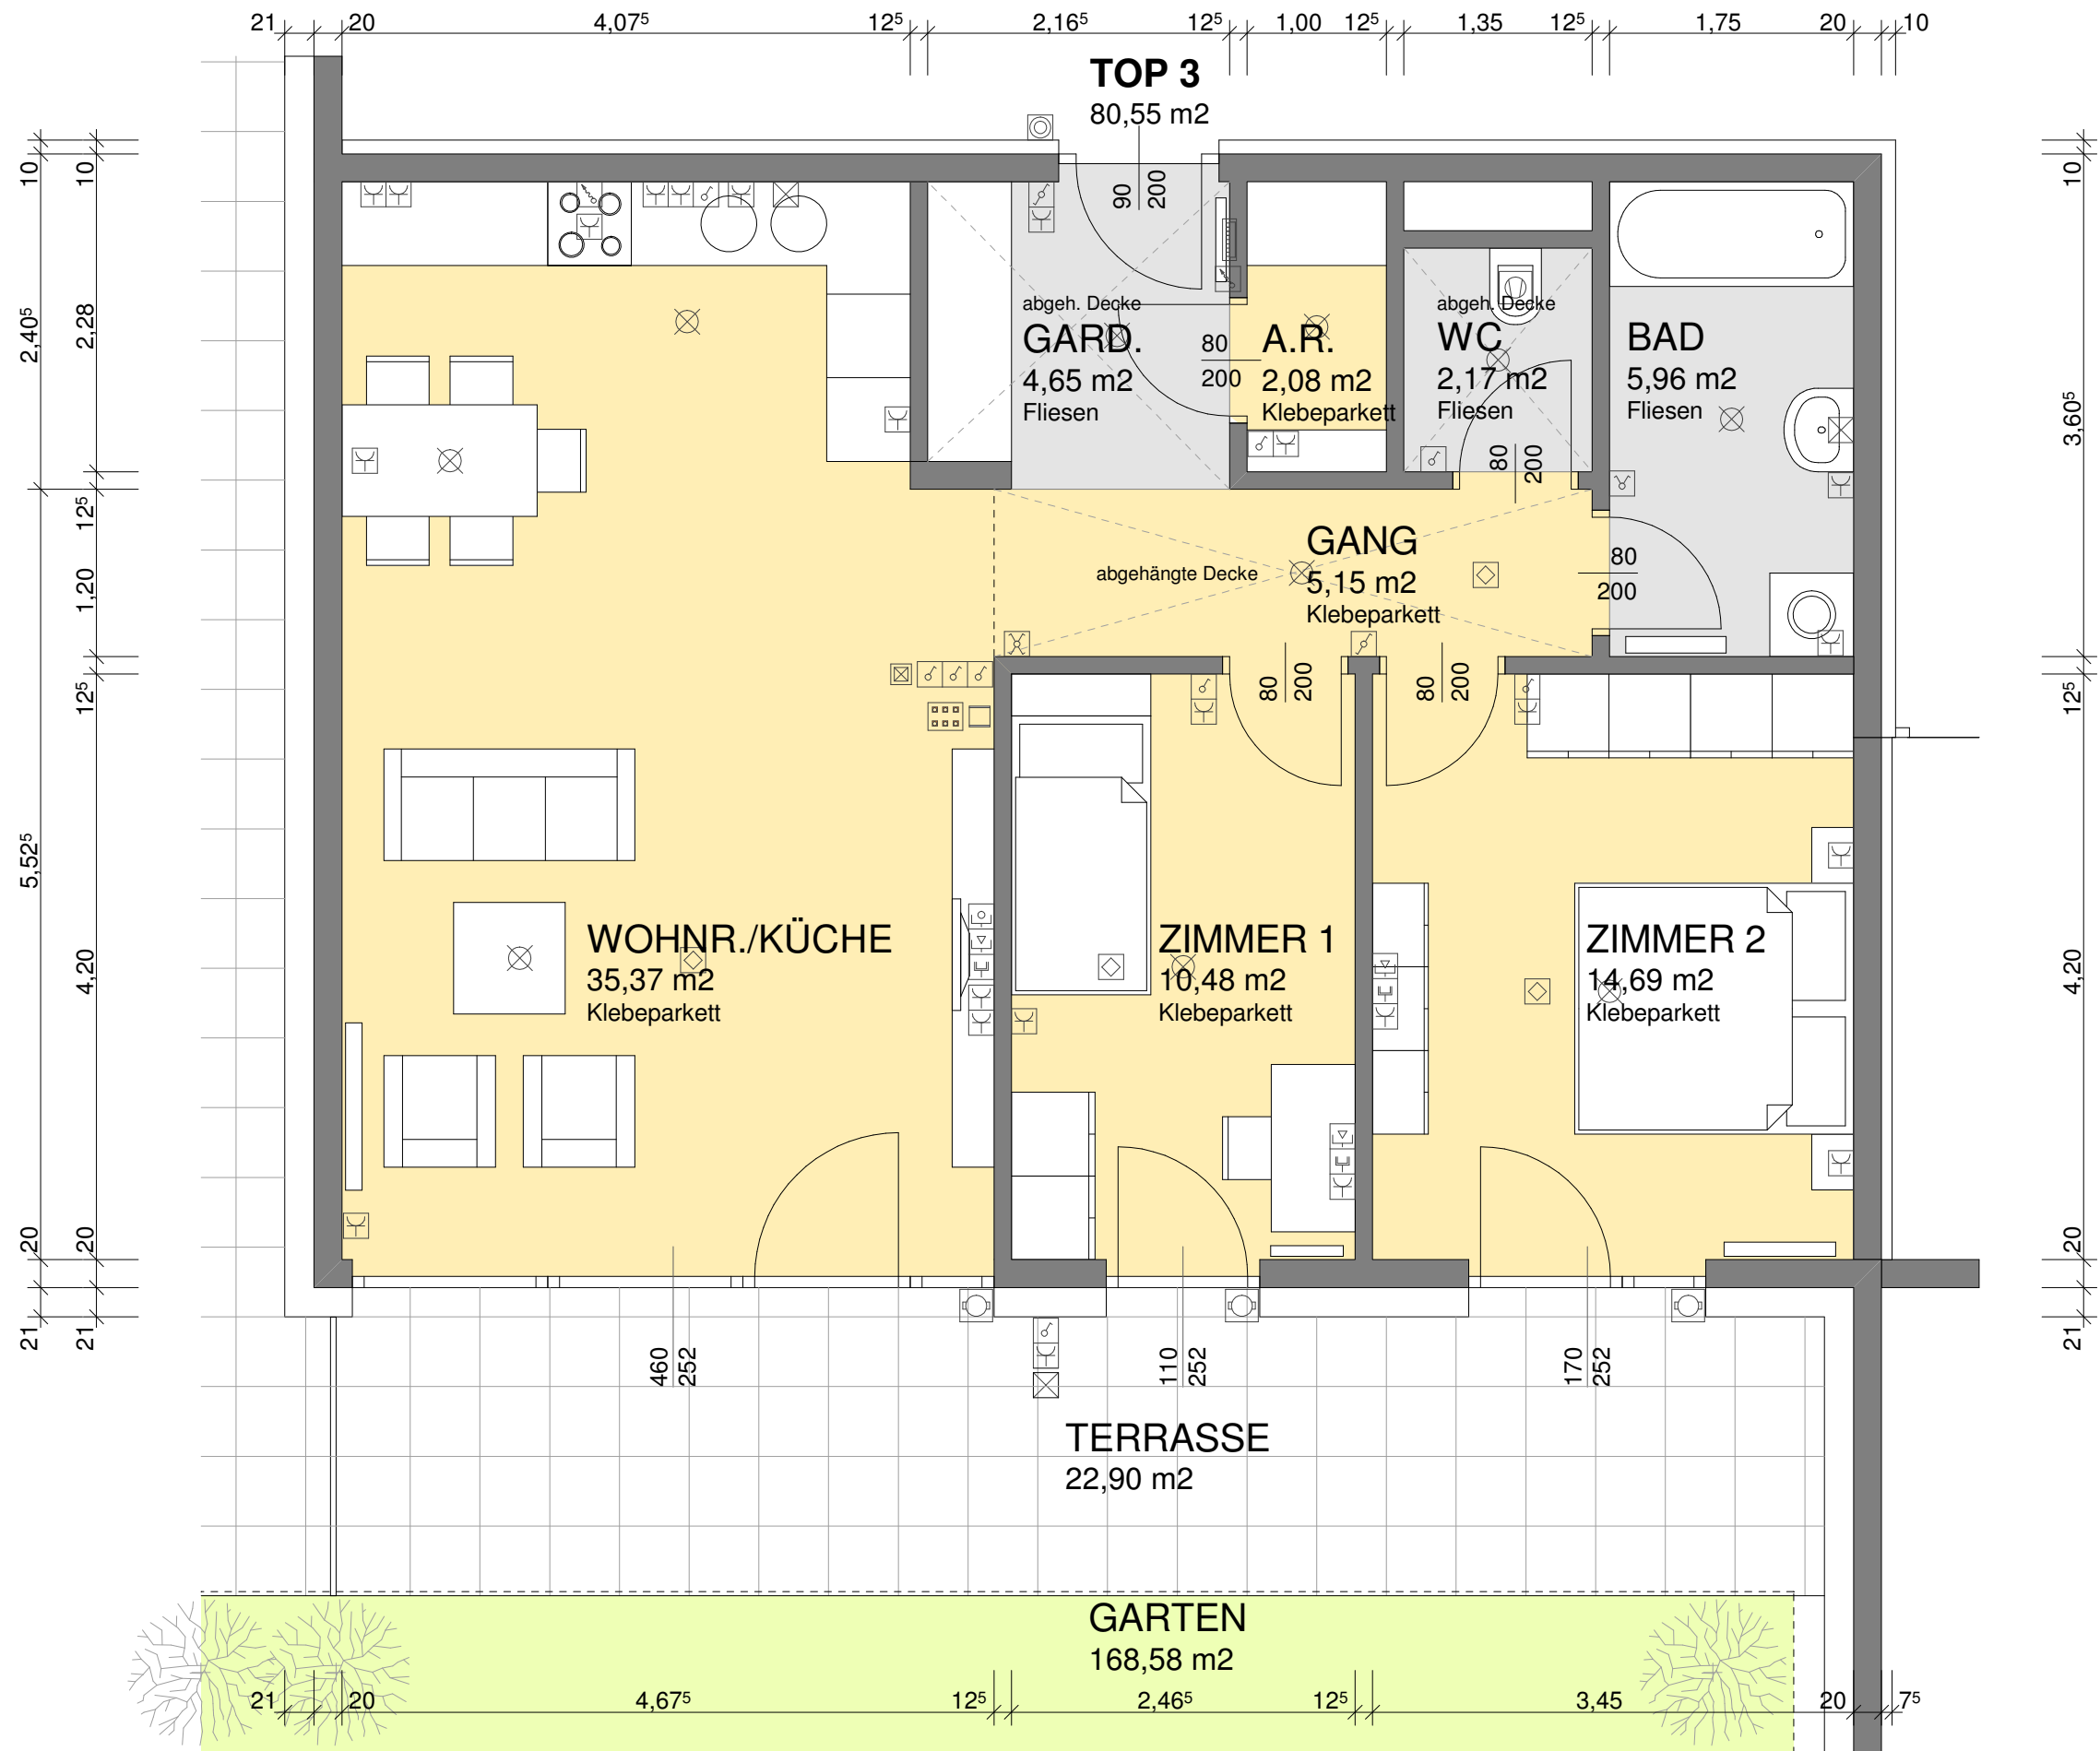 21 20 4,07⁵ 12⁵ 2,16⁵ 12⁵ 1,00 12⁵ 1,35 12⁵ 1,75 20 10
TOP 3
80,55 m2
90
200
10
2,40⁵
5,52⁵
20
21
10
2,28
12⁵
1,20
12⁵
4,20
20
21
abgeh. Decke
GARD.
4,65 m2
Fliesen
80
200
A.R.
2,08 m2
Klebeparkett
abgeh. Decke
WC
2,17 m2
Fliesen
80
200
BAD
5,96 m2
Fliesen
10
3,60⁵
12⁵
4,20
20
21
abgehängte Decke
GANG
5,15 m2
Klebeparkett
80
200
80
200
80
200
WOHNR./KÜCHE
35,37 m2
Klebeparkett
ZIMMER 1
10,48 m2
Klebeparkett
ZIMMER 2
14,69 m2
Klebeparkett
460
252
110
252
170
252
TERRASSE
22,90 m2
GARTEN
168,58 m2
21 20 4,67⁵ 12⁵ 2,46⁵ 12⁵ 3,45 20 7⁵